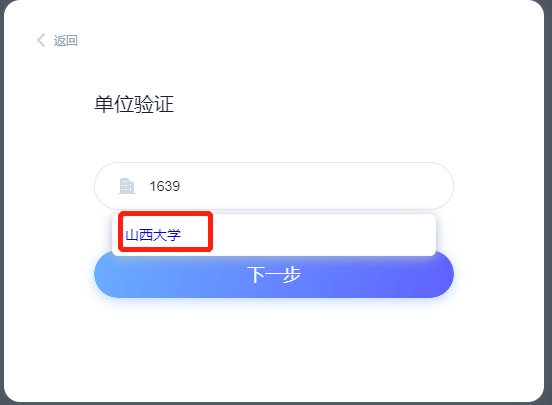 返回
单位验证
1639
山西大学
下一步